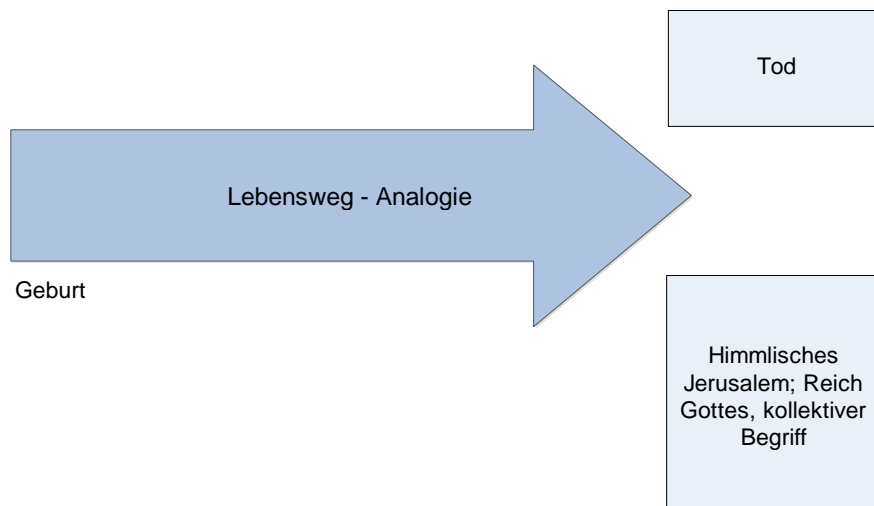 Tod
Lebensweg - Analogie
Geburt
Himmlisches
Jerusalem; Reich
Gottes, kollektiver
Begriff